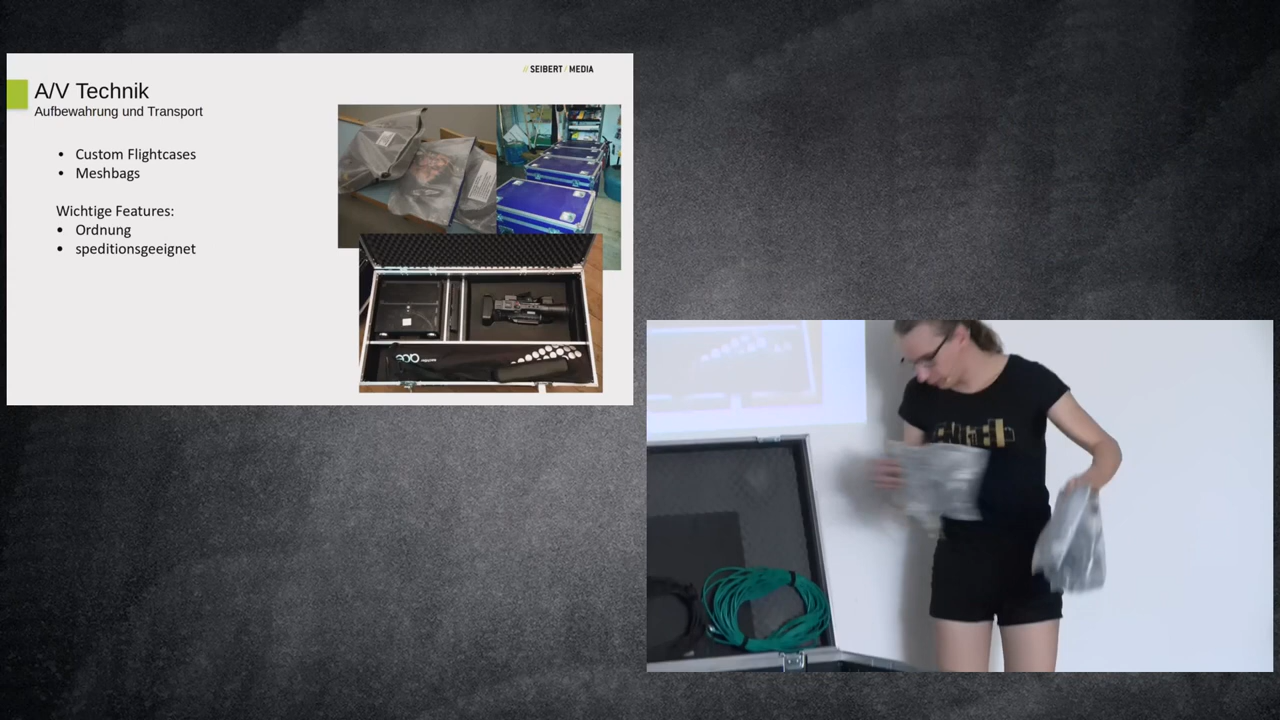 // SEIBERT / MEDIA
A/V Technik
Aufbewahrung und Transport
• Custom Flightcases
• Meshbags
Wichtige Features:
• Ordnung
• speditionsgeeignet